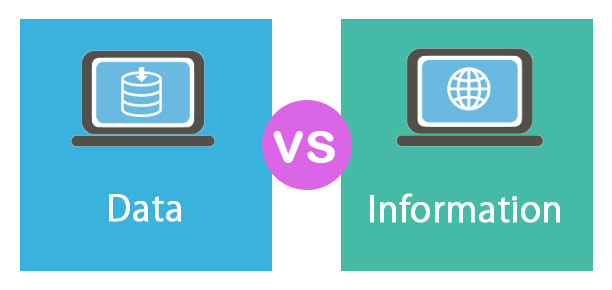 Data
VS
Information